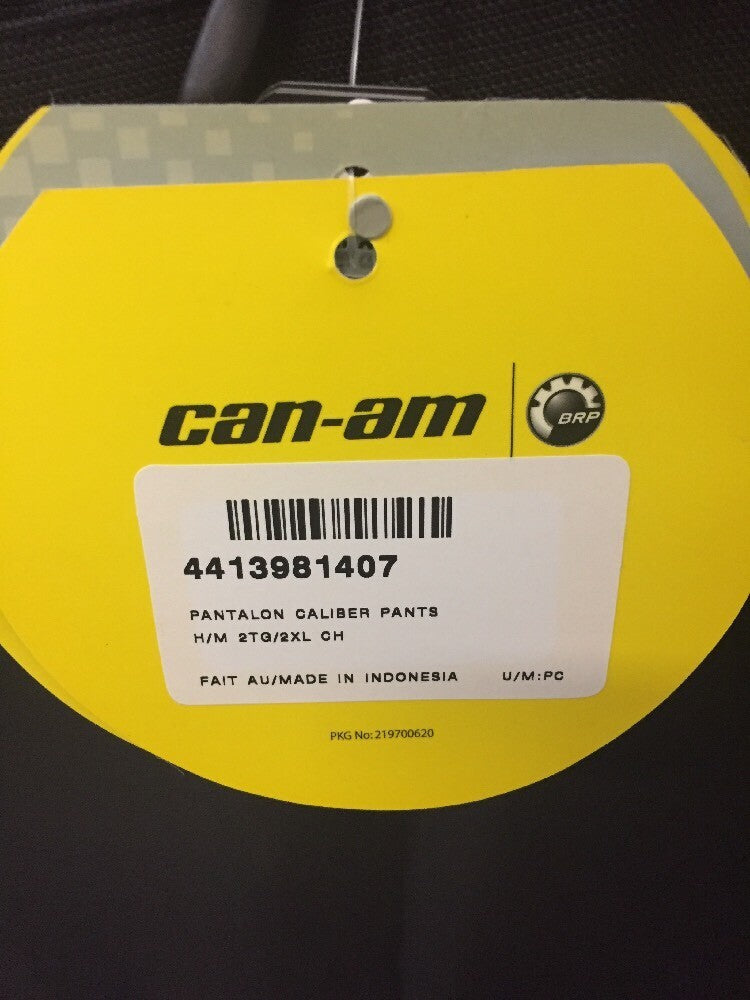 can-am
BRP
4413981407
PANTALON CALIBER PANTS
H/M 2TG/2XL CH
FAIT AU/MADE IN INDONESIA U/M:PC
PKG No: 219700620